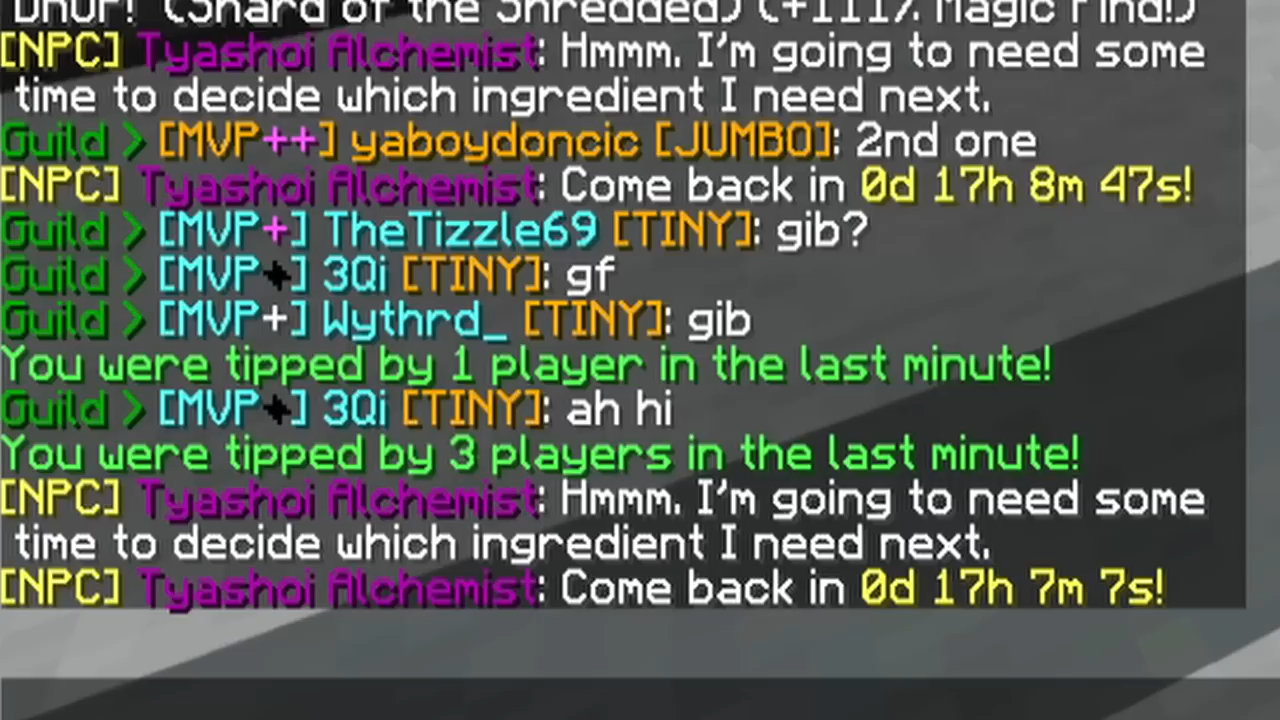 DROP! (Shard of the Shredded) (+111% Magic Find!)
[NPC] Tyashoi Alchemist: Hmmm. I'm going to need some
time to decide which ingredient I need next.
Guild > [MVP++] yaboydoncic [JUMBO]: 2nd one
[NPC] Tyashoi Alchemist: Come back in 0d 17h 8m 47s!
Guild > [MVP+] TheTizzle69 [TINY]: gib?
Guild > [MVP+] 3Qi [TINY]: gf
Guild > [MVP+] Wythrd_ [TINY]: gib
You were tipped by 1 player in the last minute!
Guild > [MVP+] 3Qi [TINY]: ah hi
You were tipped by 3 players in the last minute!
[NPC] Tyashoi Alchemist: Hmmm. I'm going to need some
time to decide which ingredient I need next.
[NPC] Tyashoi Alchemist: Come back in 0d 17h 7m 7s!